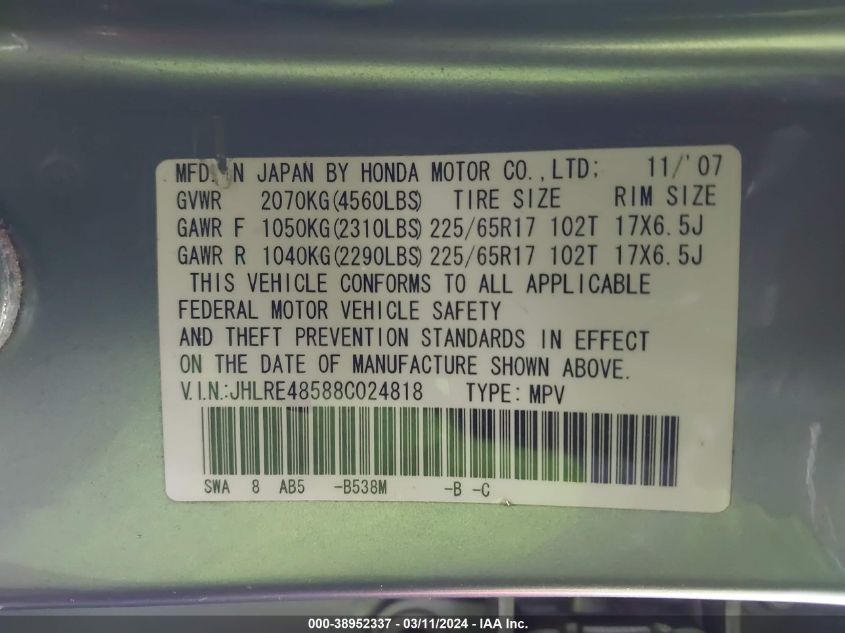 MFD. IN JAPAN BY HONDA MOTOR CO.,LTD; 11/'07
GVWR 2070KG(4560LBS) TIRE SIZE RIM SIZE
GAWR F 1050KG(2310LBS) 225/65R17 102T 17X6.5J
GAWR R 1040KG(2290LBS) 225/65R17 102T 17X6.5J
THIS VEHICLE CONFORMS TO ALL APPLICABLE
FEDERAL MOTOR VEHICLE SAFETY
AND THEFT PREVENTION STANDARDS IN EFFECT
ON THE DATE OF MANUFACTURE SHOWN ABOVE.
V.I.N.:JHLRE48588C024818 TYPE: MPV
SWA 8 AB5 -B538M -B -C
000-38952337 - 03/11/2024 - IAA Inc.